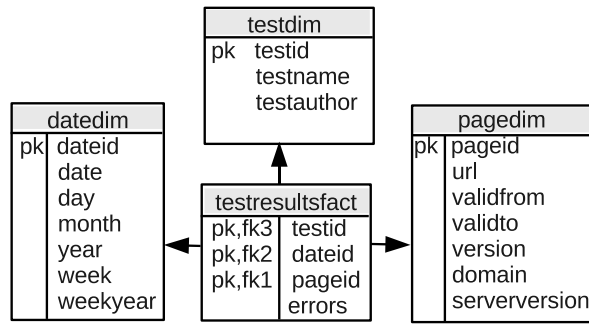 testdim
pk testid
testname
testauthor
datedim
pk dateid
date
day
month
year
week
weekyear
testresultsfact
pk,fk3 testid
pk,fk2 dateid
pk,fk1 pageid
errors
pagedim
pk pageid
url
validfrom
validto
version
domain
serverversion